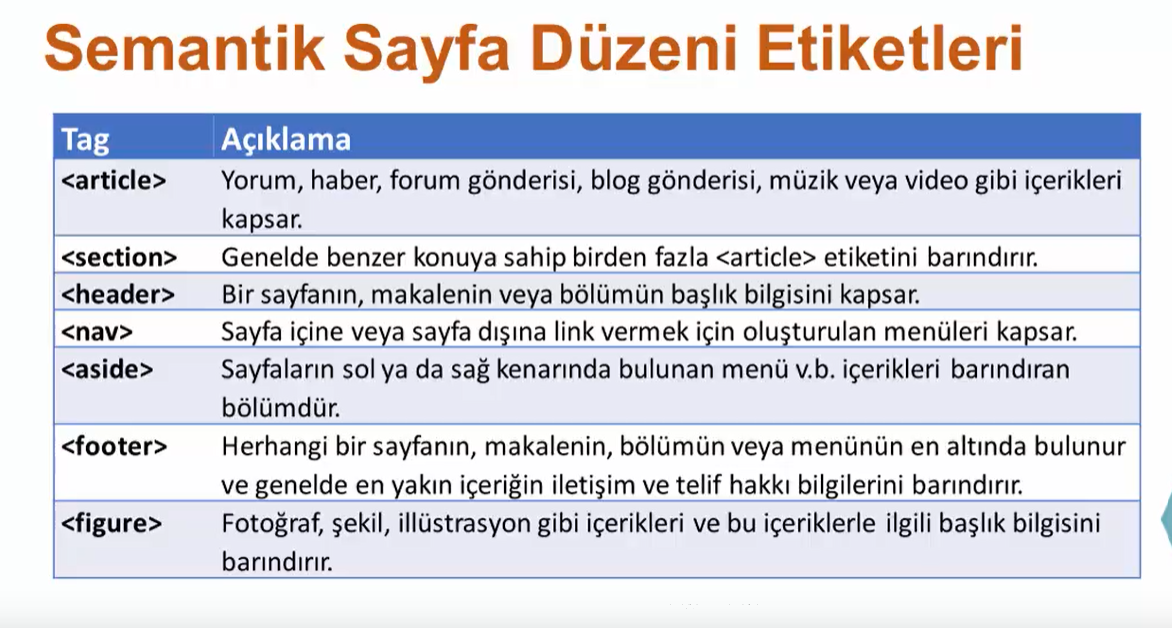 Semantik Sayfa Düzeni Etiketleri
Tag Açıklama
<article> Yorum, haber, forum gönderisi, blog gönderisi, müzik veya video gibi içerikleri
kapsar.
<section> Genelde benzer konuya sahip birden fazla <article> etiketini barındırır.
<header> Bir sayfanın, makalenin veya bölümün başlık bilgisini kapsar.
<nav> Sayfa içine veya sayfa dışına link vermek için oluşturulan menüleri kapsar.
<aside> Sayfaların sol ya da sağ kenarında bulunan menü v.b. içerikleri barındıran
bölümdür.
<footer> Herhangi bir sayfanın, makalenin, bölümün veya menünün en altında bulunur
ve genelde en yakın içeriğin iletişim ve telif hakkı bilgilerini barındırır.
<figure> Fotoğraf, şekil, illüstrasyon gibi içerikleri ve bu içeriklerle ilgili başlık bilgisini
barındırır.